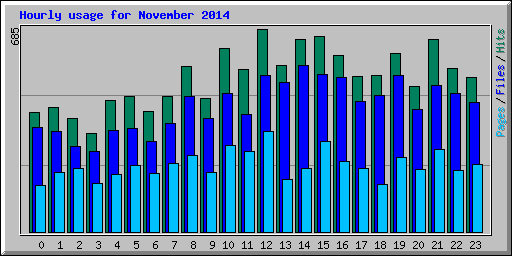 Hourly usage for November 2014
685
Pages/Files/Hits
0 1 2 3 4 5 6 7 8 9 10 11 12 13 14 15 16 17 18 19 20 21 22 23